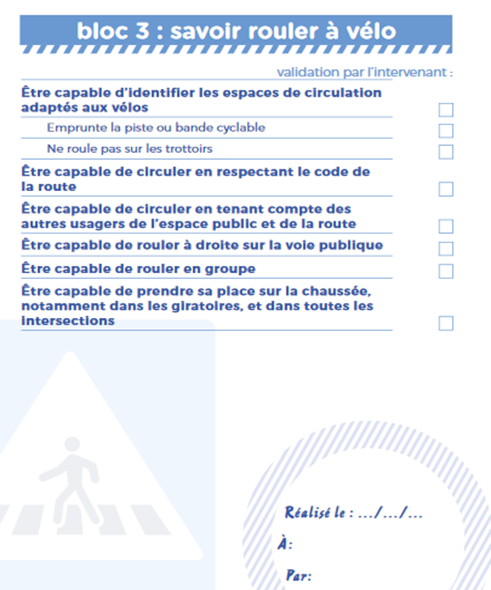 bloc 3 : savoir rouler à vélo
validation par l'intervenant :
Être capable d'identifier les espaces de circulation
adaptés aux vélos
Emprunte la piste ou bande cyclable
Ne roule pas sur les trottoirs
Être capable de circuler en respectant le code de
la route
Être capable de circuler en tenant compte des
autres usagers de l'espace public et de la route
Être capable de rouler à droite sur la voie publique
Être capable de rouler en groupe
Être capable de prendre sa place sur la chaussée,
notamment dans les giratoires, et dans toutes les
intersections
Réalisé le : .../.../...
À :
Par :